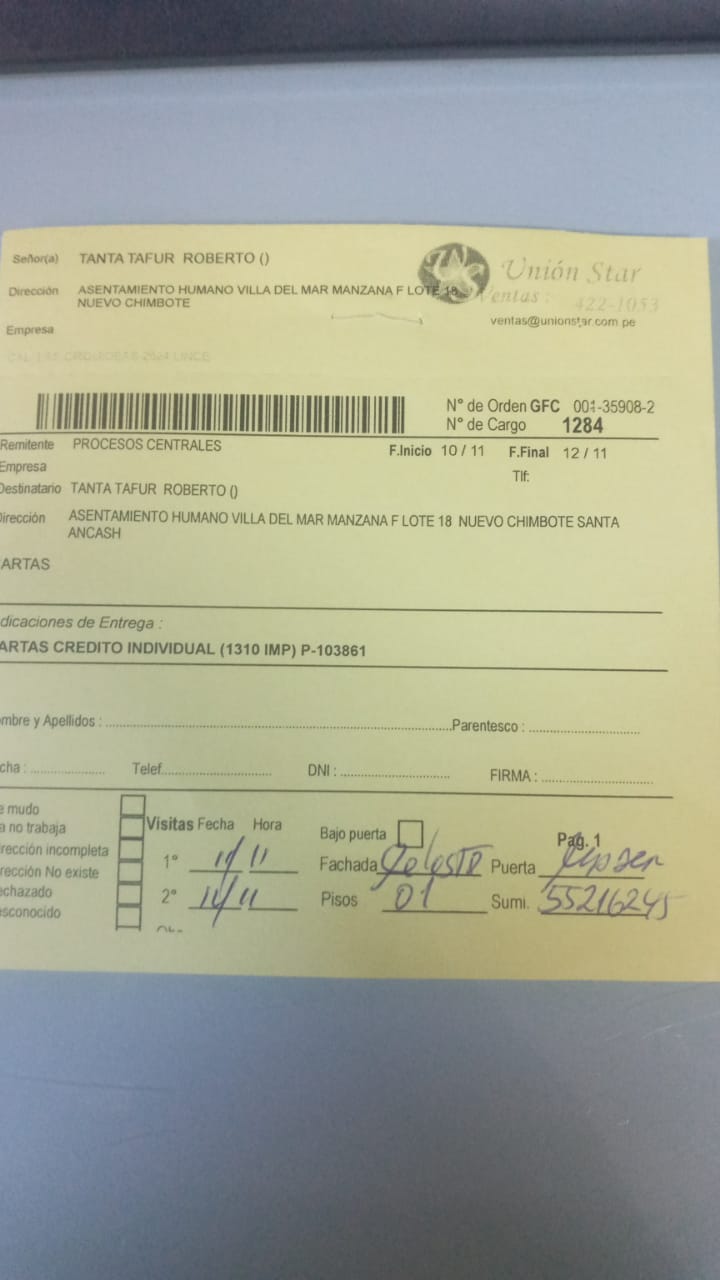 Señor(a) TANTA TAFUR ROBERTO ()
Dirección ASENTAMIENTO HUMANO VILLA DEL MAR MANZANA F LOTE 18
NUEVO CHIMBOTE
Empresa
Unión Star
Ventas : 422-1053
ventas@unionstar.com.pe
N° de Orden GFC 001-35908-2
N° de Cargo 1284
Remitente PROCESOS CENTRALES
F.Inicio 10 / 11 F.Final 12 / 11
Empresa
Tlf:
Destinatario TANTA TAFUR ROBERTO ()
Dirección ASENTAMIENTO HUMANO VILLA DEL MAR MANZANA F LOTE 18 NUEVO CHIMBOTE SANTA
ANCASH
ARTAS
dicaciones de Entrega :
ARTAS CREDITO INDIVIDUAL (1310 IMP) P-103861
mbre y Apellidos : Parentesco :
cha : Telef. DNI : FIRMA :
e mudo
a no trabaja
irección incompleta
rección No existe
echazado
esconocido
Visitas Fecha Hora
1° 11/11
2° 11/11
Bajo puerta Pag. 1
Fachada Celeste Puerta
Pisos 01 Sumi. 55216245